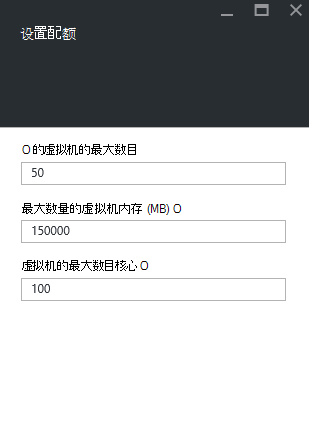 设置配额
O的虚拟机的最大数目
50
最大数量的虚拟机内存 (MB) O
150000
虚拟机的最大数目核心O
100